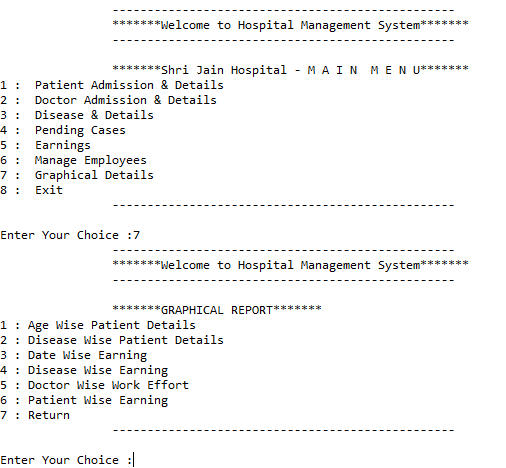 -------------------------------------------------
*******Welcome to Hospital Management System*******
-------------------------------------------------
*******Shri Jain Hospital - M A I N  M E N U*******
1 :  Patient Admission & Details
2 :  Doctor Admission & Details
3 :  Disease & Details
4 :  Pending Cases
5 :  Earnings
6 :  Manage Employees
7 :  Graphical Details
8 :  Exit
-------------------------------------------------
Enter Your Choice :7
-------------------------------------------------
*******Welcome to Hospital Management System*******
-------------------------------------------------
*******GRAPHICAL REPORT*******
1 : Age Wise Patient Details
2 : Disease Wise Patient Details
3 : Date Wise Earning
4 : Disease Wise Earning
5 : Doctor Wise Work Effort
6 : Patient Wise Earning
7 : Return
-------------------------------------------------
Enter Your Choice :